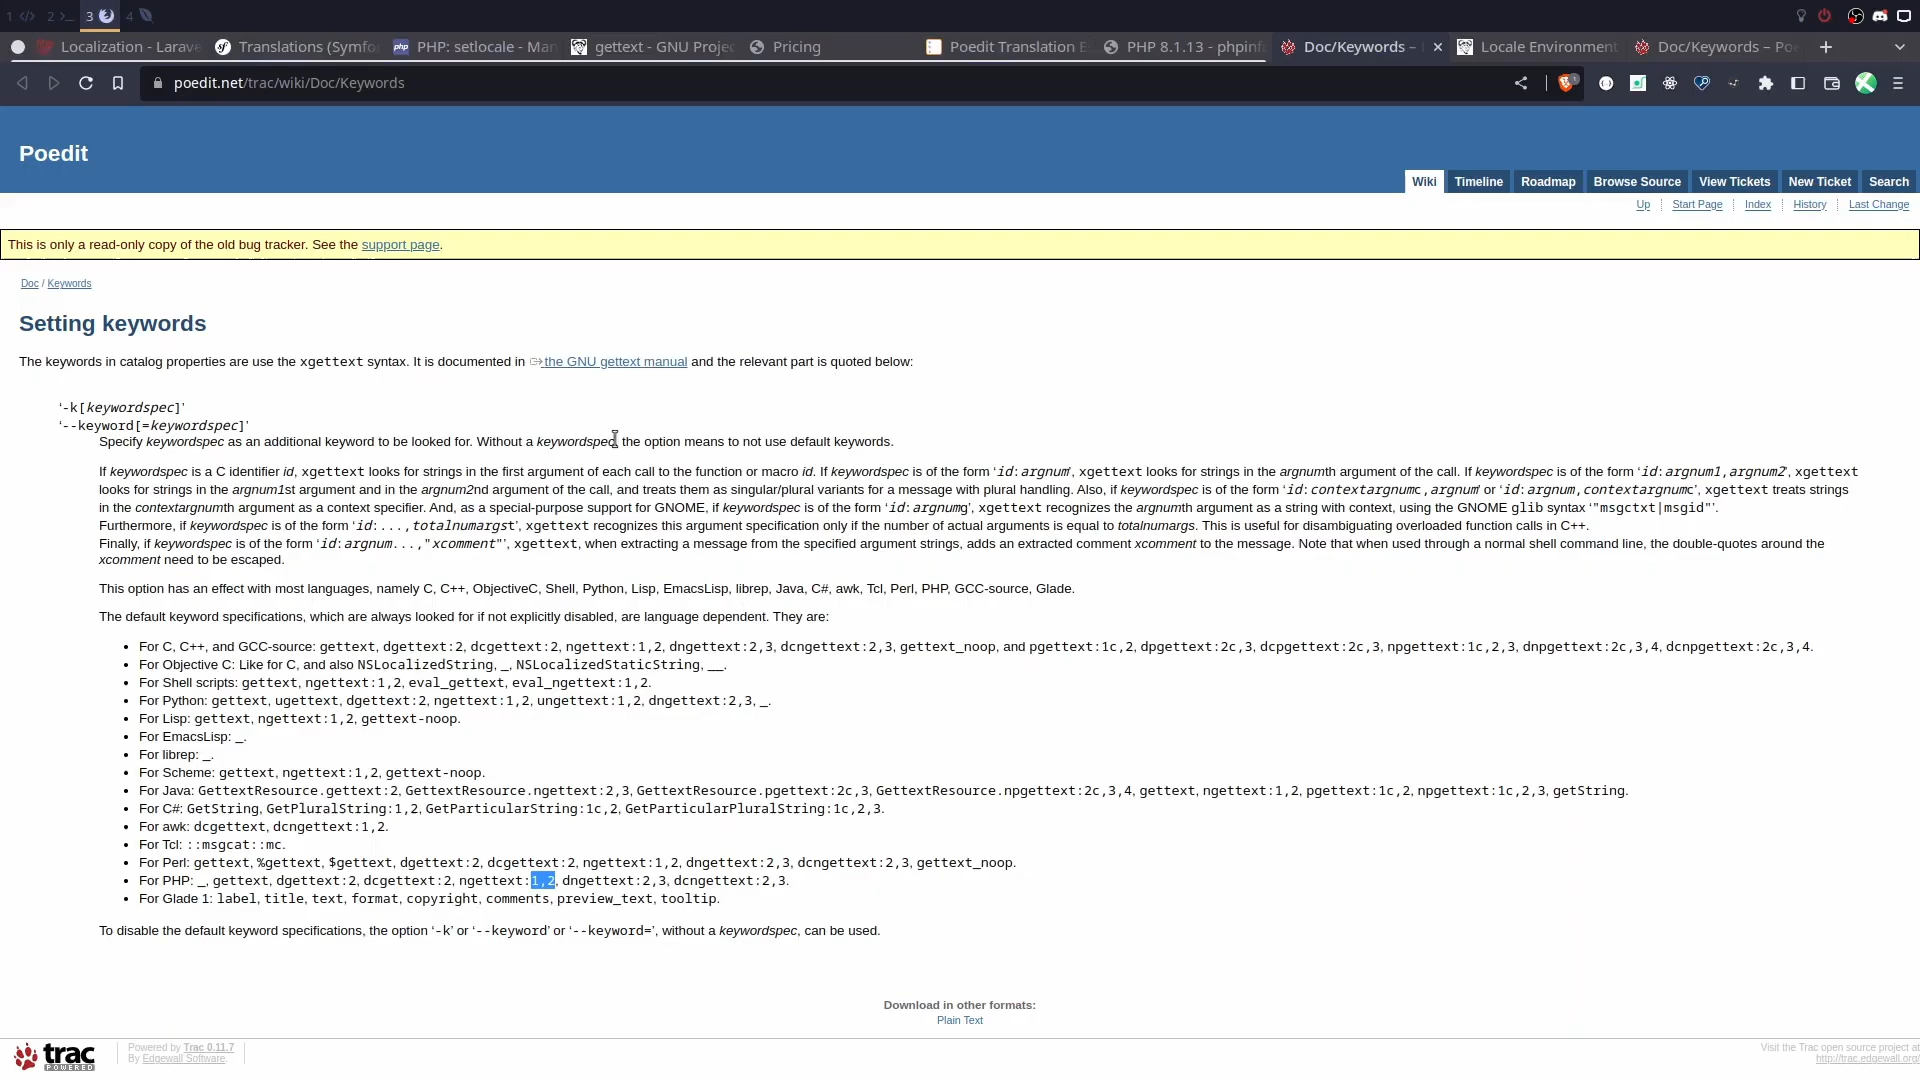 1 </> 2 >_ 3 4
Localization - Larave Translations (Symfo PHP: setlocale - Man gettext - GNU Projec Pricing Poedit Translation E PHP 8.1.13 - phpinf Doc/Keywords – Locale Environment Doc/Keywords – Poe
poedit.net/trac/wiki/Doc/Keywords
Poedit
Wiki Timeline Roadmap Browse Source View Tickets New Ticket Search
Up Start Page Index History Last Change
This is only a read-only copy of the old bug tracker. See the support page.
Doc / Keywords
Setting keywords
The keywords in catalog properties are use the xgettext syntax. It is documented in the GNU gettext manual and the relevant part is quoted below:
‘-k[keywordspec]’
‘--keyword[=keywordspec]’
Specify keywordspec as an additional keyword to be looked for. Without a keywordspec, the option means to not use default keywords.
If keywordspec is a C identifier id, xgettext looks for strings in the first argument of each call to the function or macro id. If keywordspec is of the form ‘id:argnum’, xgettext looks for strings in the argnumth argument of the call. If keywordspec is of the form ‘id:argnum1,argnum2’, xgettext
looks for strings in the argnum1st argument and in the argnum2nd argument of the call, and treats them as singular/plural variants for a message with plural handling. Also, if keywordspec is of the form ‘id:contextargnumc,argnum’ or ‘id:argnum,contextargnumc’, xgettext treats strings
in the contextargnumth argument as a context specifier. And, as a special-purpose support for GNOME, if keywordspec is of the form ‘id:argnumg’, xgettext recognizes the argnumth argument as a string with context, using the GNOME glib syntax ‘"msgctxt|msgid"’.
Furthermore, if keywordspec is of the form ‘id:...,totalnumargst’, xgettext recognizes this argument specification only if the number of actual arguments is equal to totalnumargs. This is useful for disambiguating overloaded function calls in C++.
Finally, if keywordspec is of the form ‘id:argnum...,"xcomment"’, xgettext, when extracting a message from the specified argument strings, adds an extracted comment xcomment to the message. Note that when used through a normal shell command line, the double-quotes around the
xcomment need to be escaped.
This option has an effect with most languages, namely C, C++, ObjectiveC, Shell, Python, Lisp, EmacsLisp, librep, Java, C#, awk, Tcl, Perl, PHP, GCC-source, Glade.
The default keyword specifications, which are always looked for if not explicitly disabled, are language dependent. They are:
• For C, C++, and GCC-source: gettext, dgettext:2, dcgettext:2, ngettext:1,2, dngettext:2,3, dcngettext:2,3, gettext_noop, and pgettext:1c,2, dpgettext:2c,3, dcpgettext:2c,3, npgettext:1c,2,3, dnpgettext:2c,3,4, dcnpgettext:2c,3,4.
• For Objective C: Like for C, and also NSLocalizedString, _, NSLocalizedStaticString, __.
• For Shell scripts: gettext, ngettext:1,2, eval_gettext, eval_ngettext:1,2.
• For Python: gettext, ugettext, dgettext:2, ngettext:1,2, ungettext:1,2, dngettext:2,3, _.
• For Lisp: gettext, ngettext:1,2, gettext-noop.
• For EmacsLisp: _.
• For librep: _.
• For Scheme: gettext, ngettext:1,2, gettext-noop.
• For Java: GettextResource.gettext:2, GettextResource.ngettext:2,3, GettextResource.pgettext:2c,3, GettextResource.npgettext:2c,3,4, gettext, ngettext:1,2, pgettext:1c,2, npgettext:1c,2,3, getString.
• For C#: GetString, GetPluralString:1,2, GetParticularString:1c,2, GetParticularPluralString:1c,2,3.
• For awk: dcgettext, dcngettext:1,2.
• For Tcl: ::msgcat::mc.
• For Perl: gettext, %gettext, $gettext, dgettext:2, dcgettext:2, ngettext:1,2, dngettext:2,3, dcngettext:2,3, gettext_noop.
• For PHP: _, gettext, dgettext:2, dcgettext:2, ngettext:1,2, dngettext:2,3, dcngettext:2,3.
• For Glade 1: label, title, text, format, copyright, comments, preview_text, tooltip.
To disable the default keyword specifications, the option ‘-k’ or ‘--keyword’ or ‘--keyword=’, without a keywordspec, can be used.
Download in other formats:
Plain Text
trac POWERED
Powered by Trac 0.11.7
By Edgewall Software.
Visit the Trac open source project at
http://trac.edgewall.org/